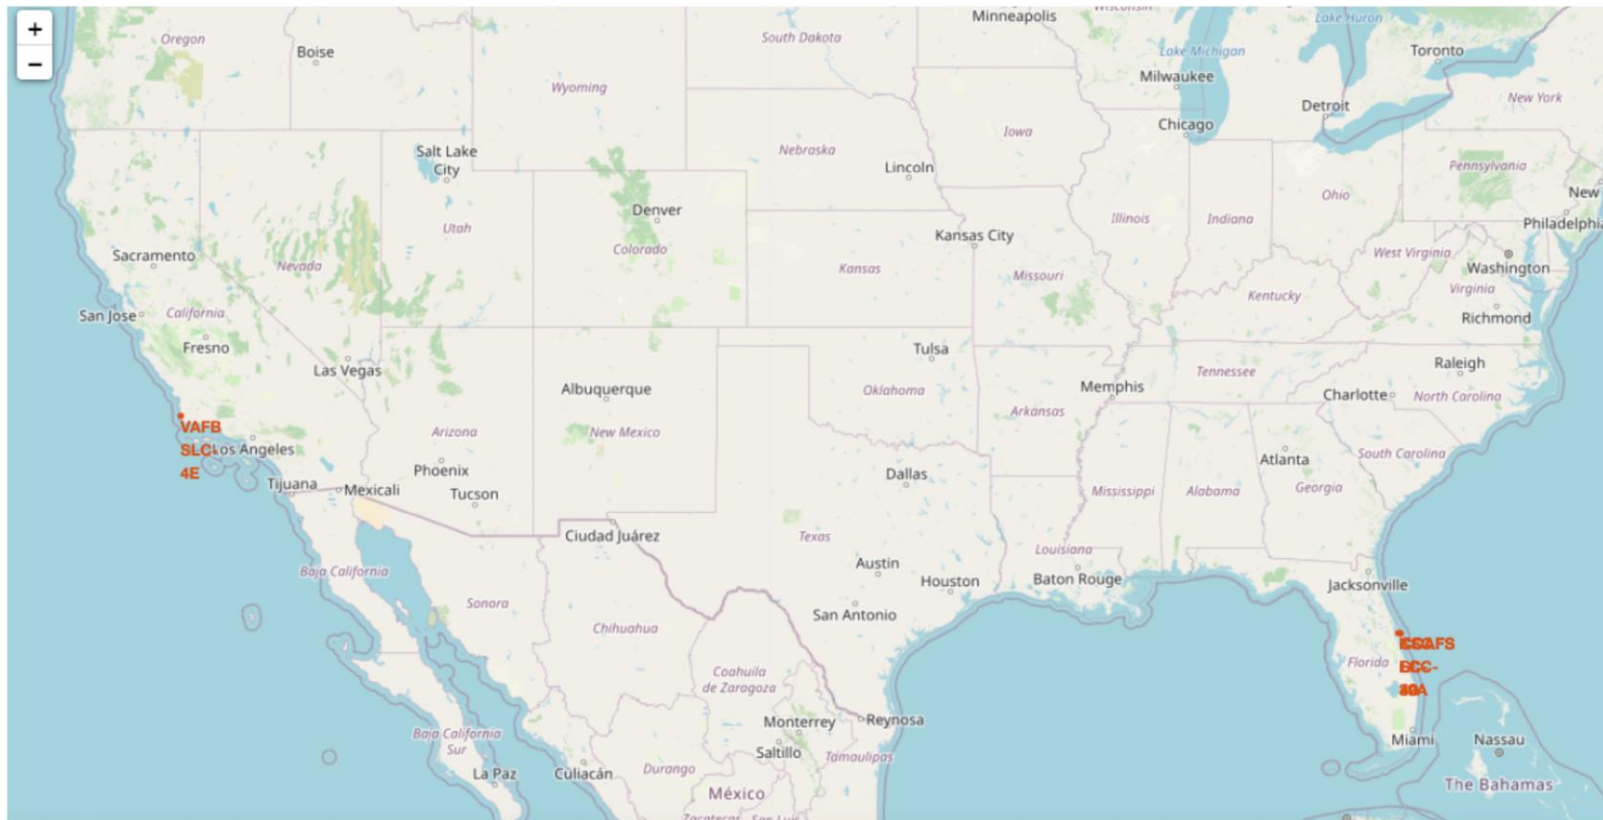 +
−
Minneapolis
Wisconsin
Lake Huron
Oregon
Boise
South Dakota
Lake Michigan
Toronto
Milwaukee
Wyoming
New York
Detroit
Chicago
Iowa
Nebraska
Salt Lake
City
Lincoln
Pennsylvania
New
Ohio
Denver
Illinois
Indiana
Philadelphia
Utah
Kansas City
Colorado
Sacramento
West Virginia
Nevada
Kansas
Missouri
Washington
Virginia
Kentucky
San Jose
California
Richmond
Fresno
Tulsa
Raleigh
Las Vegas
Tennessee
Albuquerque
Oklahoma
Memphis
Charlotte
North Carolina
Arkansas
VAFB
SLC-
4E
Los Angeles
Arizona
New Mexico
South Carolina
Atlanta
Phoenix
Dallas
Tijuana
Mexicali
Tucson
Mississippi
Alabama
Georgia
Ciudad Juárez
Texas
Louisiana
Austin
Baja California
Houston
Baton Rouge
Jacksonville
Sonora
San Antonio
Chihuahua
Florida
Coahuila
de Zaragoza
Monterrey
Reynosa
Baja California
Sur
Saltillo
Tamaulipas
Miami
Nassau
La Paz
Culiacán
Durango
The Bahamas
México
Zacatecas
San Luis